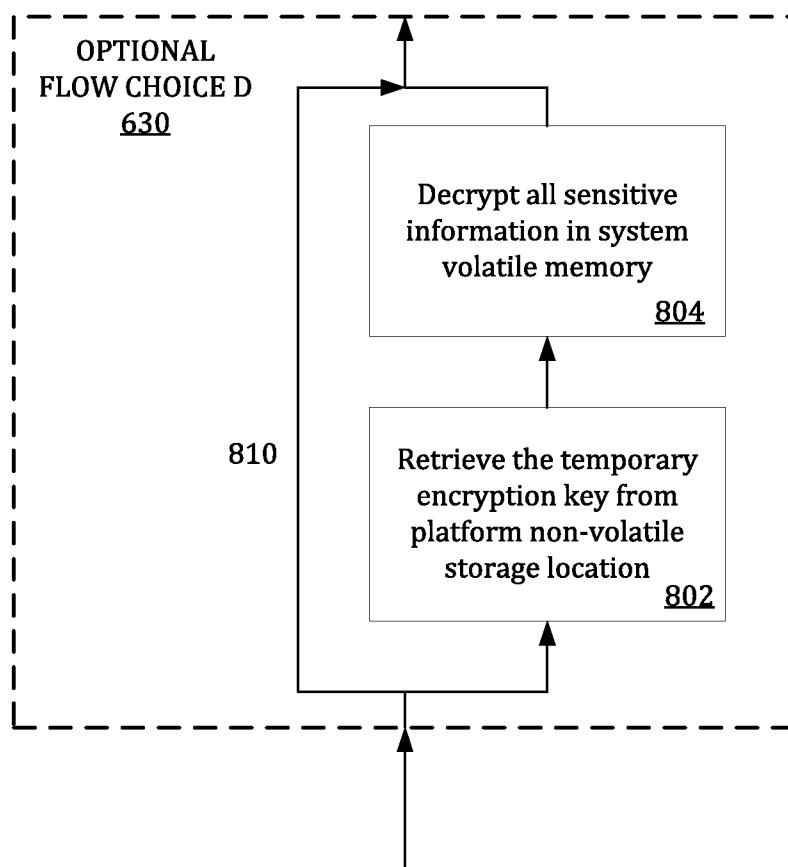 OPTIONAL
FLOW CHOICE D
630
Decrypt all sensitive
information in system
volatile memory
804
810
Retrieve the temporary
encryption key from
platform non-volatile
storage location
802